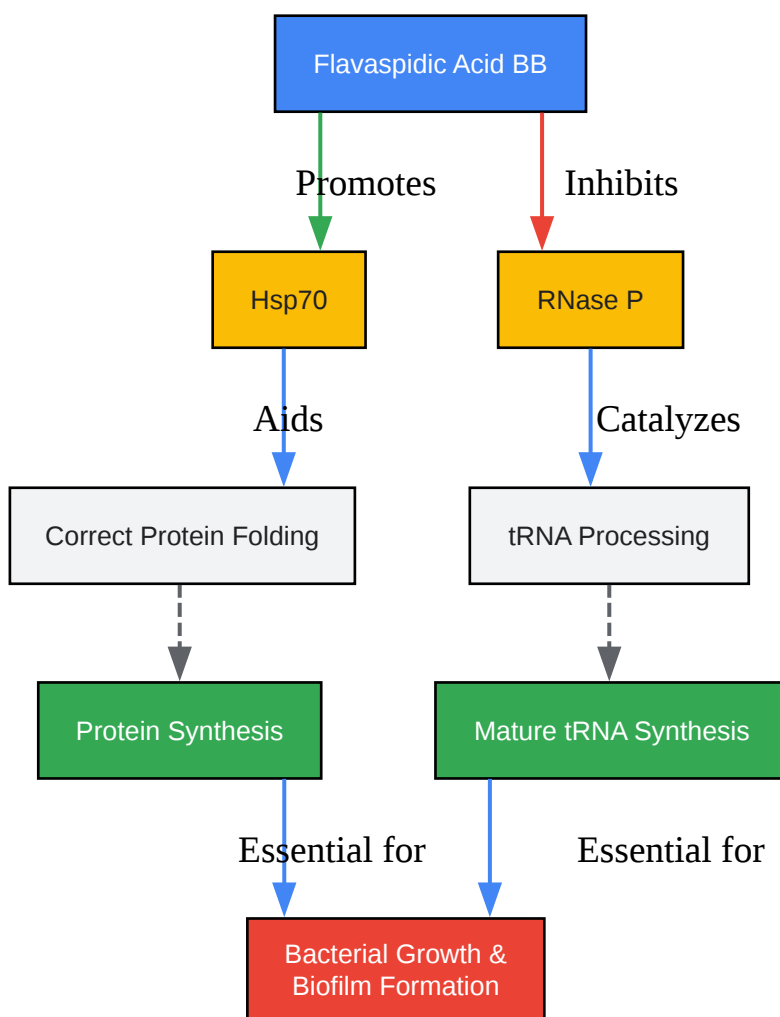 Flavaspidic Acid BB
Promotes
Inhibits
Hsp70
RNase P
Aids
Catalyzes
Correct Protein Folding
tRNA Processing
Protein Synthesis
Mature tRNA Synthesis
Essential for
Essential for
Bacterial Growth &
Biofilm Formation